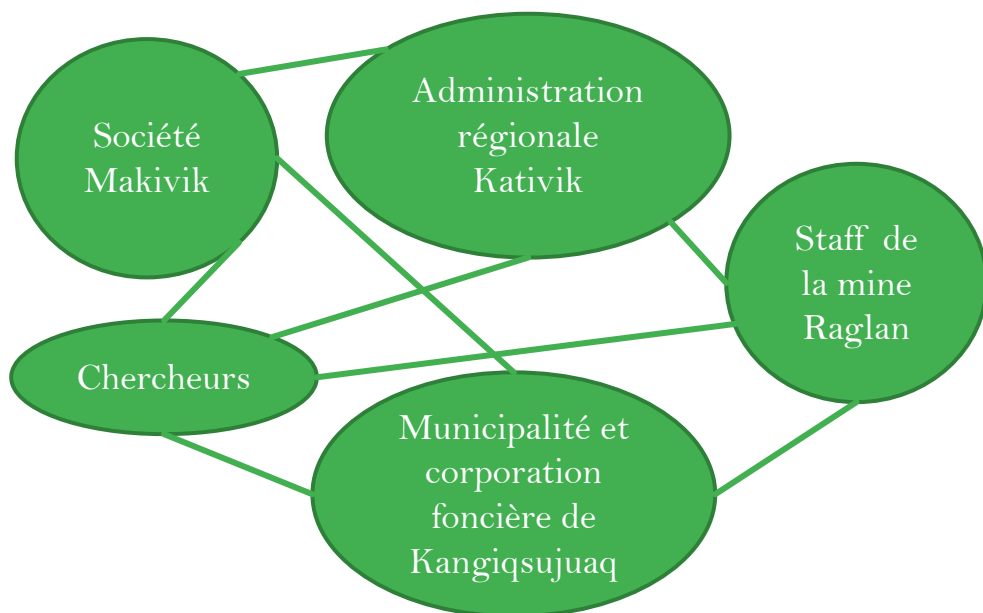 Société
Makivik
Administration
régionale
Kativik
Staff de
la mine
Raglan
Chercheurs
Municipalité et
corporation
foncière de
Kangiqsujuaq